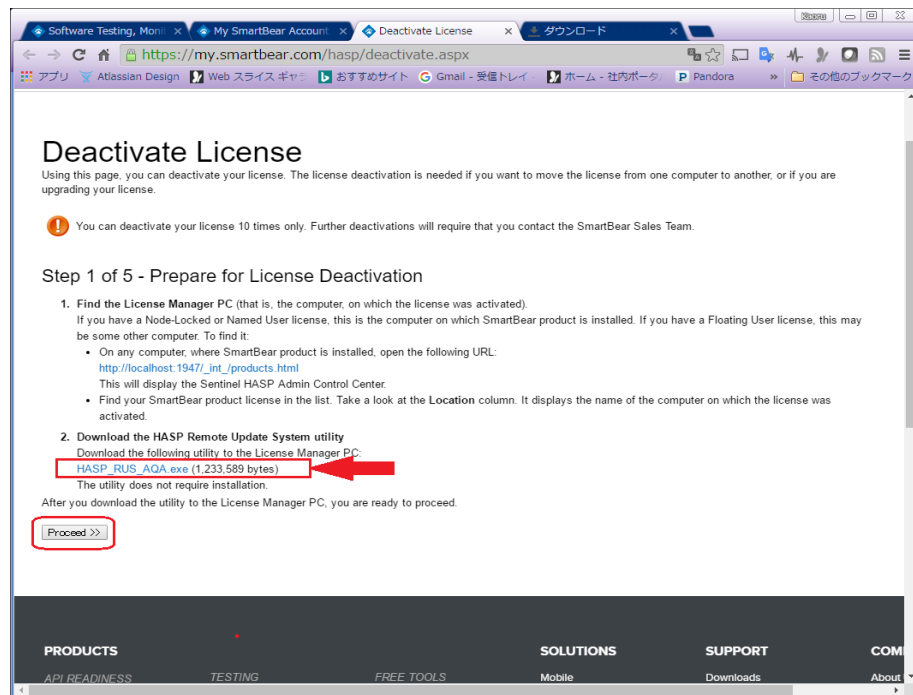 Software Testing, Monit
My SmartBear Account
Deactivate License
ダウンロード
https://my.smartbear.com/hasp/deactivate.aspx
アプリ
Atlassian Design
Web スライス ギャラ
おすすめサイト
Gmail - 受信トレイ -
ホーム - 社内ポータル
Pandora
»
その他のブックマーク
Deactivate License
Using this page, you can deactivate your license. The license deactivation is needed if you want to move the license from one computer to another, or if you are
upgrading your license.
You can deactivate your license 10 times only. Further deactivations will require that you contact the SmartBear Sales Team.
Step 1 of 5 - Prepare for License Deactivation
1. Find the License Manager PC (that is, the computer, on which the license was activated).
If you have a Node-Locked or Named User license, this is the computer on which SmartBear product is installed. If you have a Floating User license, this may
be some other computer. To find it:
• On any computer, where SmartBear product is installed, open the following URL:
http://localhost:1947/_int_/products.html
This will display the Sentinel HASP Admin Control Center.
• Find your SmartBear product license in the list. Take a look at the Location column. It displays the name of the computer on which the license was
activated.
2. Download the HASP Remote Update System utility
Download the following utility to the License Manager PC:
HASP_RUS_AQA.exe (1,233,589 bytes)
The utility does not require installation.
After you download the utility to the License Manager PC, you are ready to proceed.
Proceed >>
PRODUCTS
SOLUTIONS
SUPPORT
COM
API READINESS
TESTING
FREE TOOLS
Mobile
Downloads
About